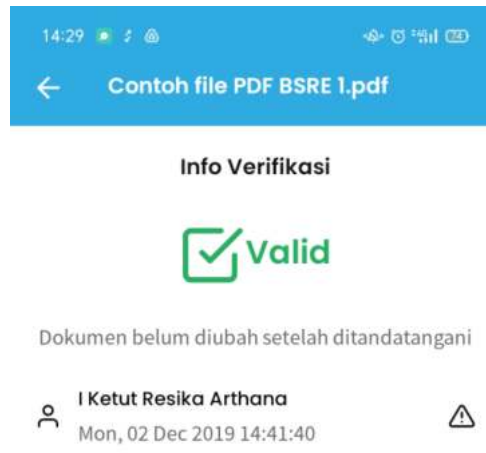 14:29
74
Contoh file PDF BSRE 1.pdf
Info Verifikasi
Valid
Dokumen belum diubah setelah ditandatangani
I Ketut Resika Arthana
Mon, 02 Dec 2019 14:41:40